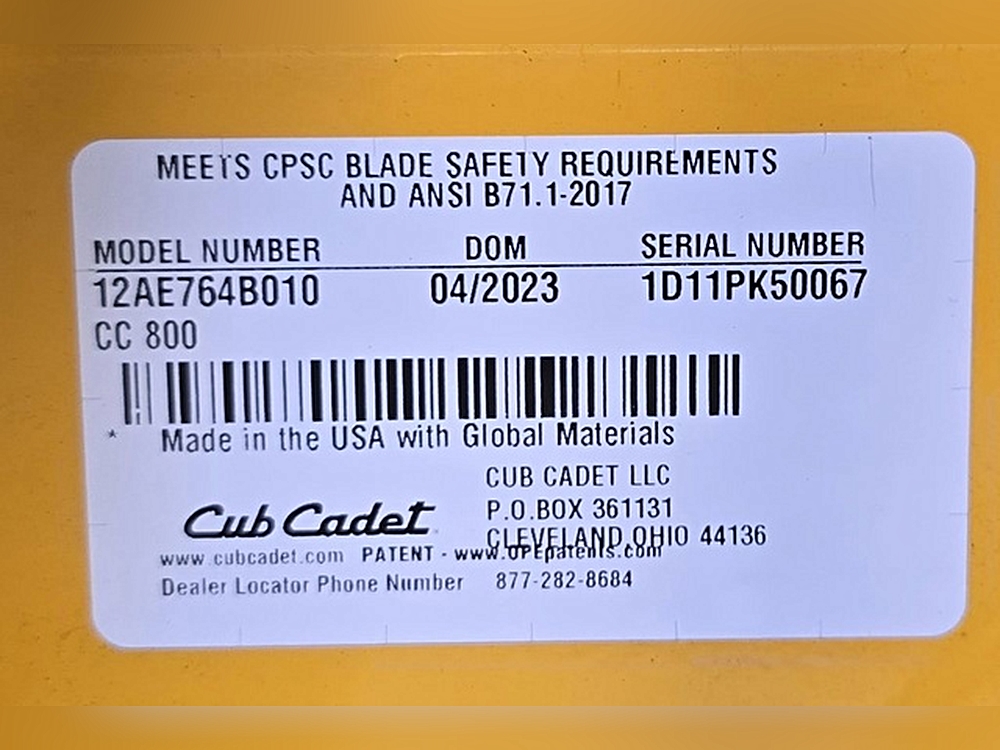 MEETS CPSC BLADE SAFETY REQUIREMENTS
AND ANSI B71.1-2017
MODEL NUMBER DOM SERIAL NUMBER
12AE764B010 04/2023 1D11PK50067
CC 800
* Made in the USA with Global Materials
CUB CADET LLC
P.O.BOX 361131
Cub Cadet
CLEVELAND,OHIO 44136
www.cubcadet.com PATENT - www.OPEpatents.com
Dealer Locator Phone Number 877-282-8684